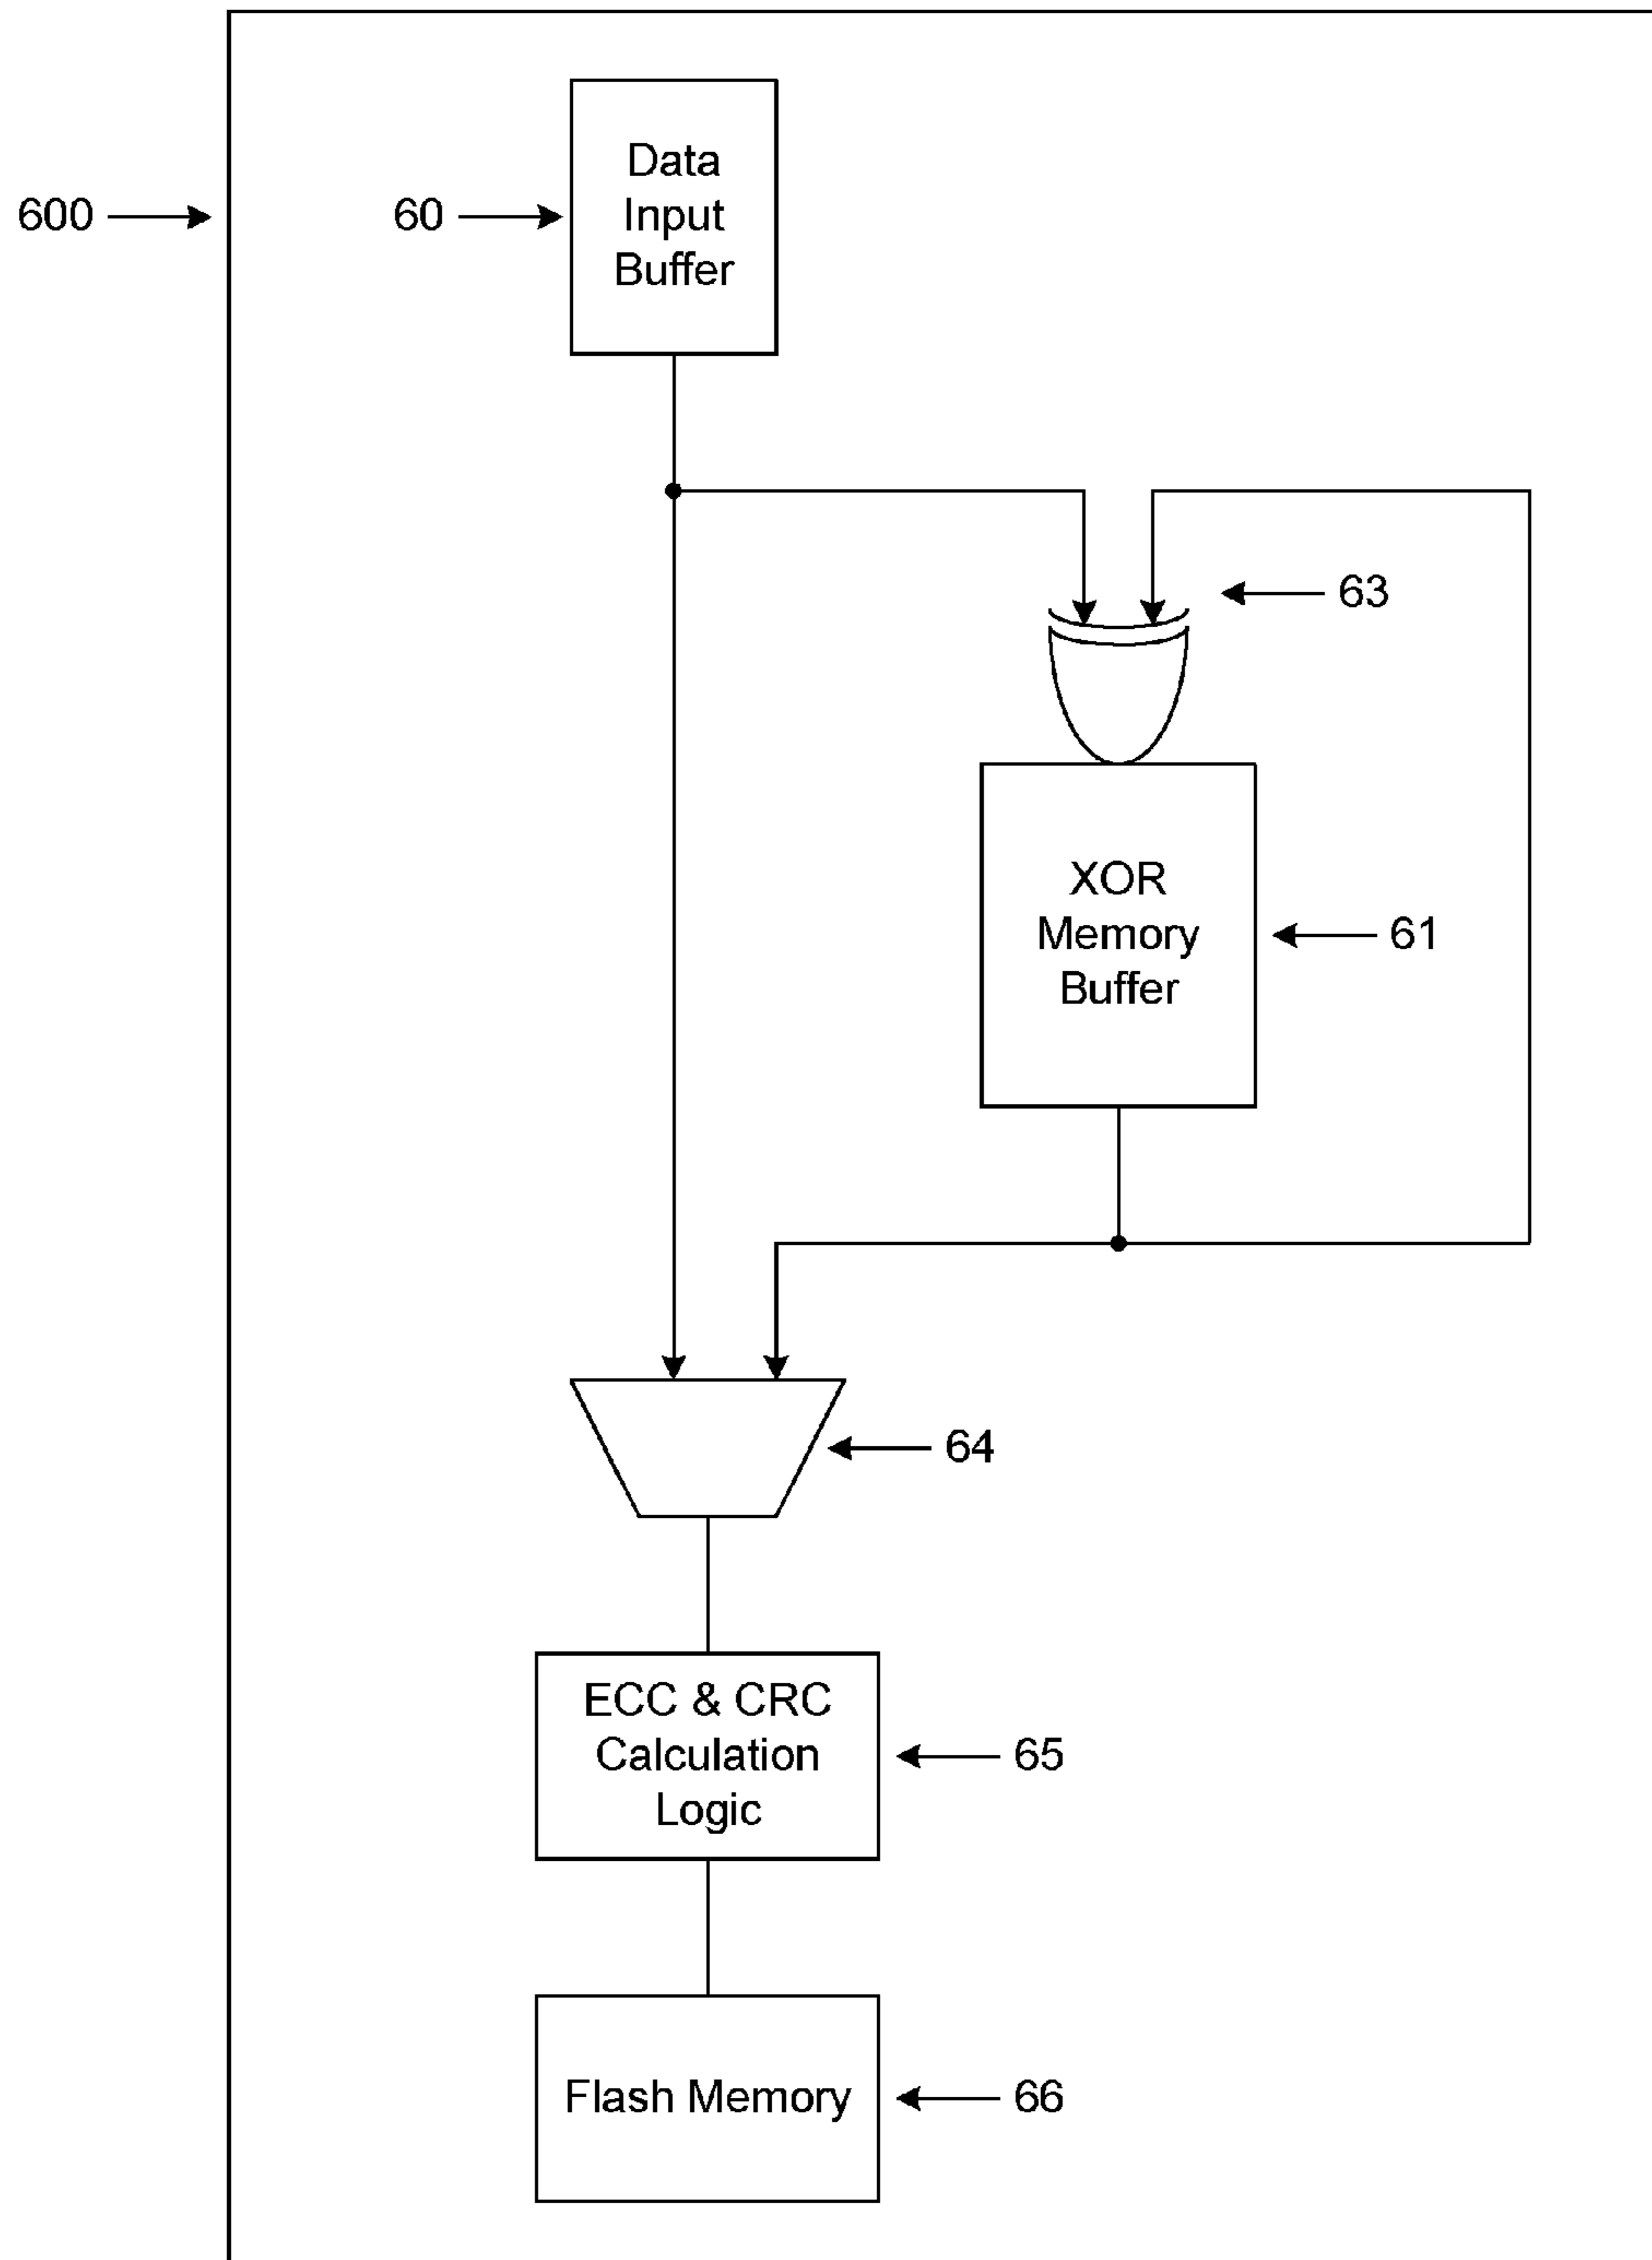 600
60
Data
Input
Buffer
63
XOR
Memory
Buffer
61
64
ECC & CRC
Calculation
Logic
65
Flash Memory
66